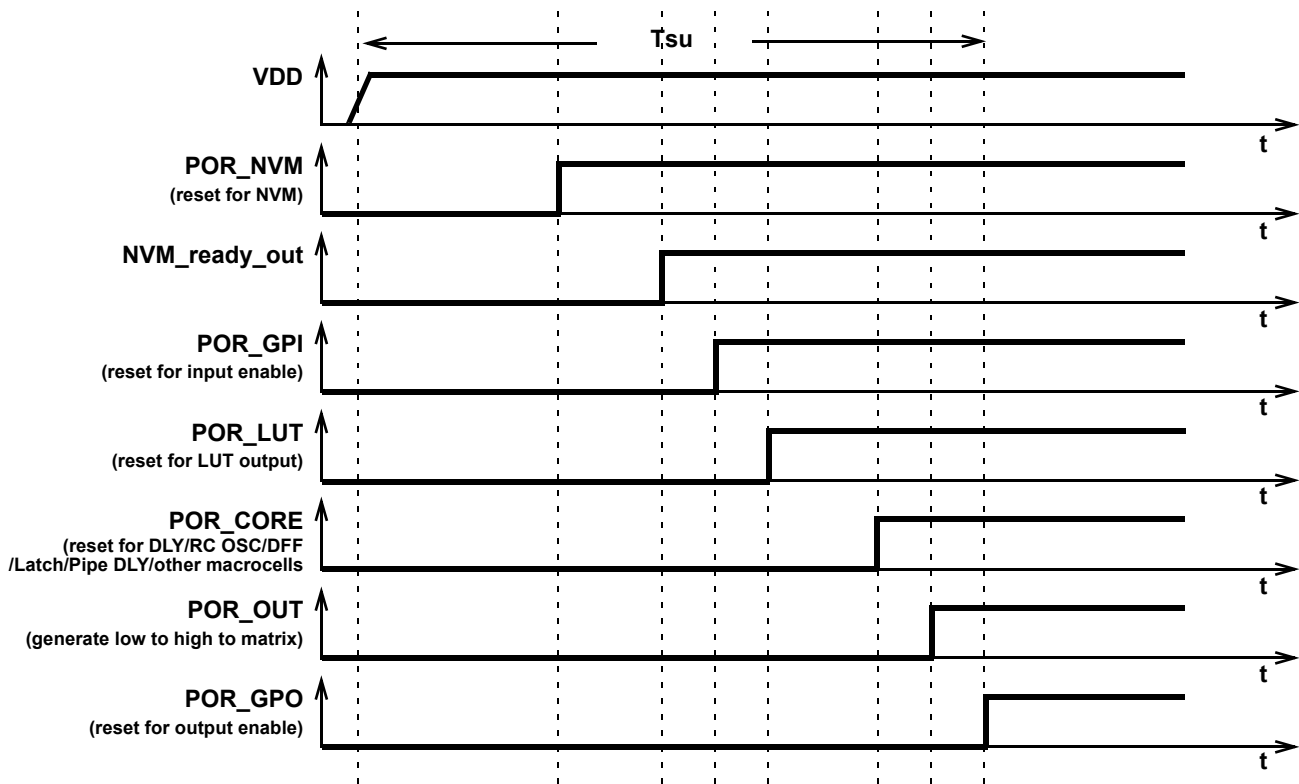 Tsu
VDD
t
POR_NVM
(reset for NVM)
t
NVM_ready_out
t
POR_GPI
(reset for input enable)
t
POR_LUT
(reset for LUT output)
t
POR_CORE
(reset for DLY/RC OSC/DFF
/Latch/Pipe DLY/other macrocells
t
POR_OUT
(generate low to high to matrix)
t
POR_GPO
(reset for output enable)
t